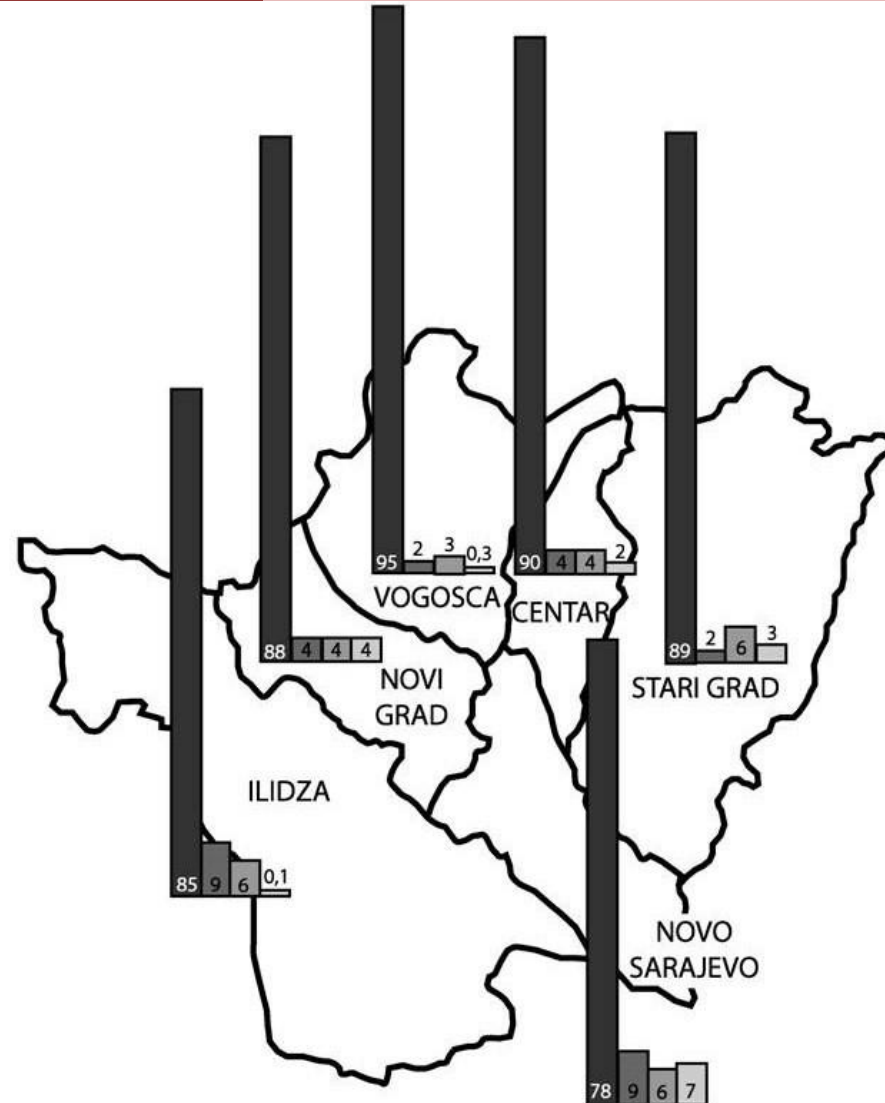 95 2 3 0,3
VOGOSCA
90 4 4 2
CENTAR
88 4 4 4
NOVI
GRAD
89 2 6 3
STARI GRAD
ILIDZA
85 9 6 0,1
NOVO
SARAJEVO
78 9 6 7